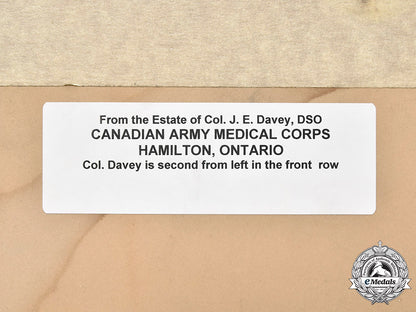 From the Estate of Col. J. E. Davey, DSO
CANADIAN ARMY MEDICAL CORPS
HAMILTON, ONTARIO
Col. Davey is second from left in the front row
eMedals